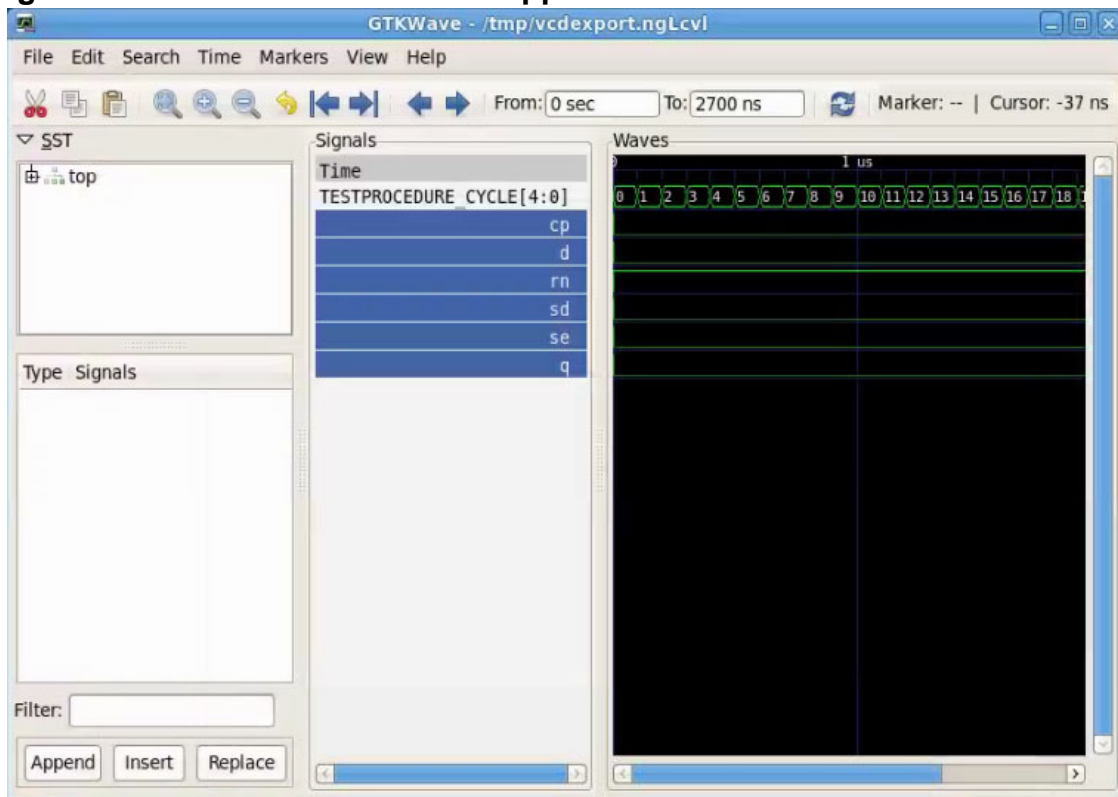 GTKWave - /tmp/vcdexport.ngLcvl
File Edit Search Time Markers View Help
From: 0 sec To: 2700 ns Marker: -- | Cursor: -37 ns
SST
top
Type Signals
Filter:
Append Insert Replace
Signals
Time
TESTPROCEDURE_CYCLE[4:0]
cp
d
rn
sd
se
q
Waves
1 us
0 1 2 3 4 5 6 7 8 9 10 11 12 13 14 15 16 17 18